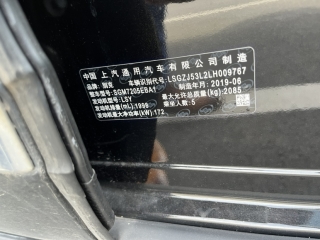 中国 上汽通用汽车有限公司制造
品牌：别克 车辆识别代号：LSGZJ53L2LH009767
整车型号：SGM7205EBA1 制造年月：2019-06
发动机型号：LSY 最大允许总质量(kg)：2085
发动机排量(mL)：1998 乘坐人数：5
发动机最大净功率(kW)：172